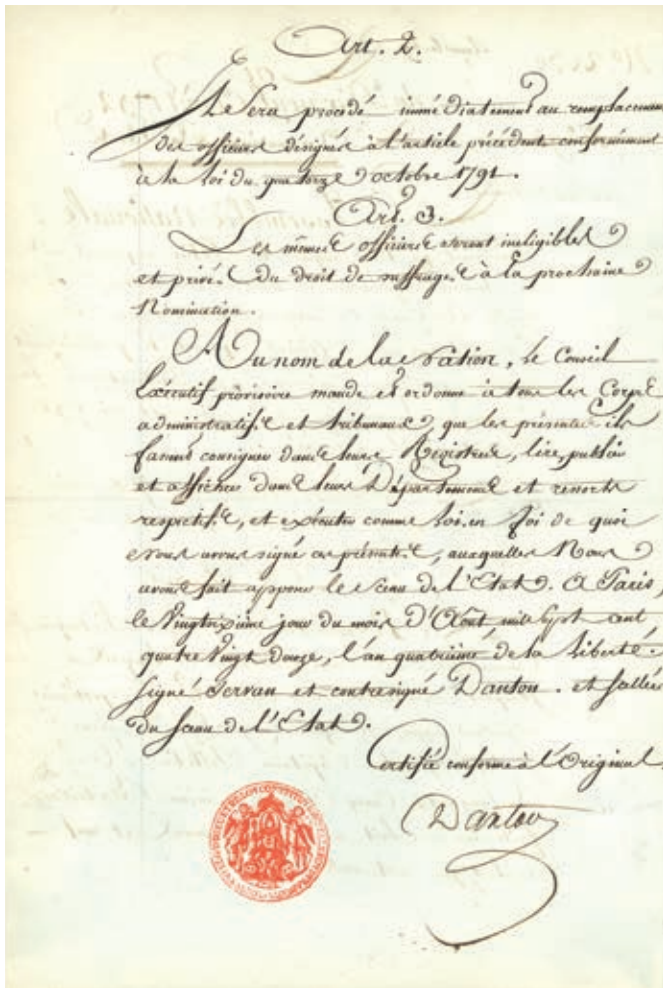 Art. 2.
Il Sera procédé immédiatement au remplacement
des officiers désignés à l'article précédent conformément
à la Loi du quatorze octobre 1791.
Art. 3.
Les mêmes officiers seront inéligibles
et privés du droit de suffrages à la prochaine
Nomination.
Au nom de la Nation, le Conseil
Exécutif provisoire mande et ordonne à tous les Corps
administratifs et tribunaux, que les présentes ils
fassent consigner dans leurs Registres, lire, publier
et afficher dans leurs Départemens et ressorts
respectifs, et exécuter comme Loi. en foi de quoi
Nous avons signé ces présentes, auxquelles Nous
avons fait apposer le Sceau de l'Etat. A Paris,
le Vingtsixième jour du mois d'Août, mil Sept cent
quatre Vingt douze, l'an quatrième de la Liberté.
Signé Servan et contresigné Danton. et Scellées
du Sceau de l'Etat.
Certifié conforme à l'Original.
Danton